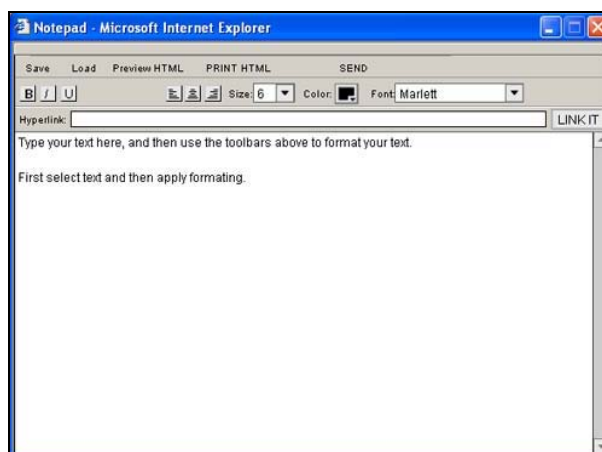 Notepad - Microsoft Internet Explorer
Save Load Preview HTML PRINT HTML SEND
B I U Size: 6 Color: Font: Marlett
Hyperlink: LINK IT
Type your text here, and then use the toolbars above to format your text.
First select text and then apply formating.